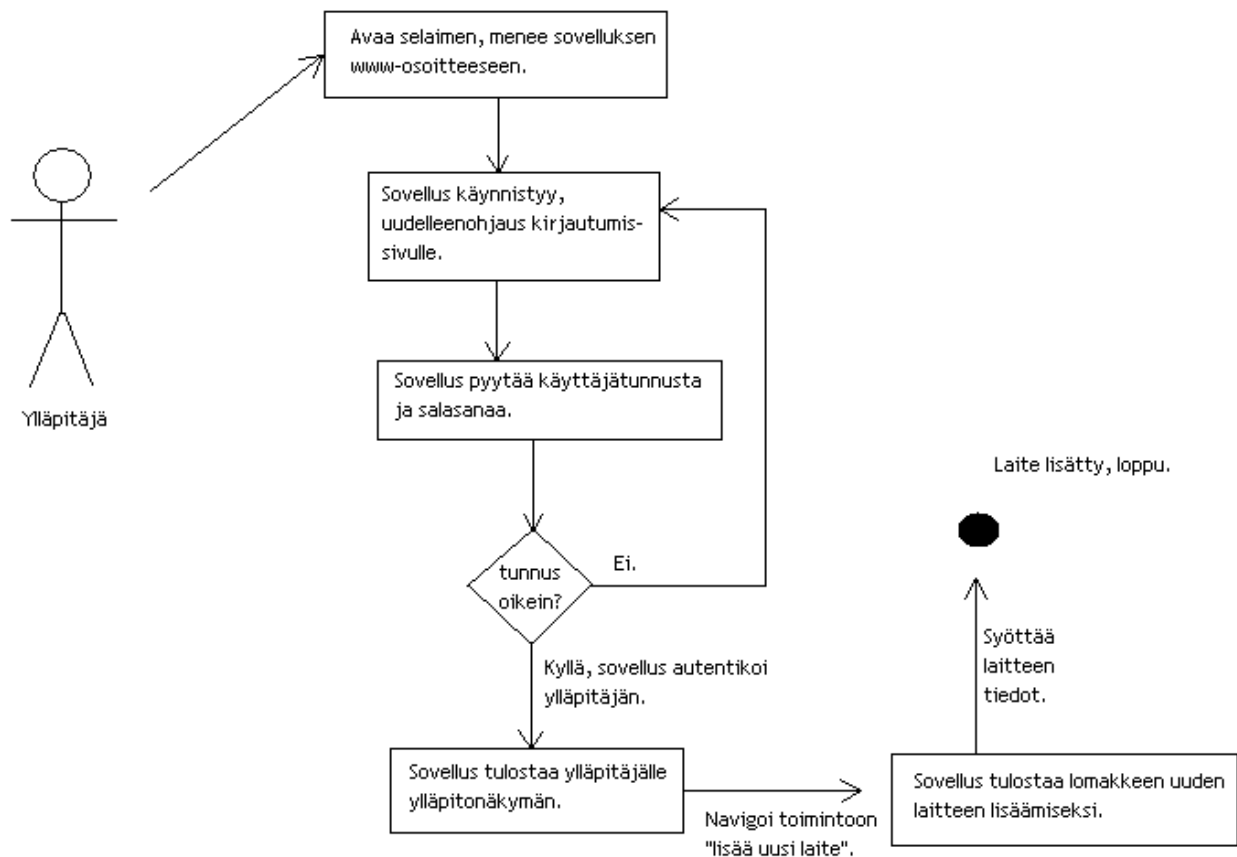 Avaa selaimen, menee sovelluksen
www-osoitteeseen.
Sovellus käynnistyy,
uudelleenohjaus kirjautumis-
sivulle.
Sovellus pyytää käyttäjätunnusta
ja salasanaa.
Ylläpitäjä
tunnus
oikein?
Ei.
Kyllä, sovellus autentikoi
ylläpitäjän.
Sovellus tulostaa ylläpitäjälle
ylläpitonäkymän.
Navigoi toimintoon
"lisää uusi laite".
Sovellus tulostaa lomakkeen uuden
laitteen lisäämiseksi.
Syöttää
laitteen
tiedot.
Laite lisätty, loppu.